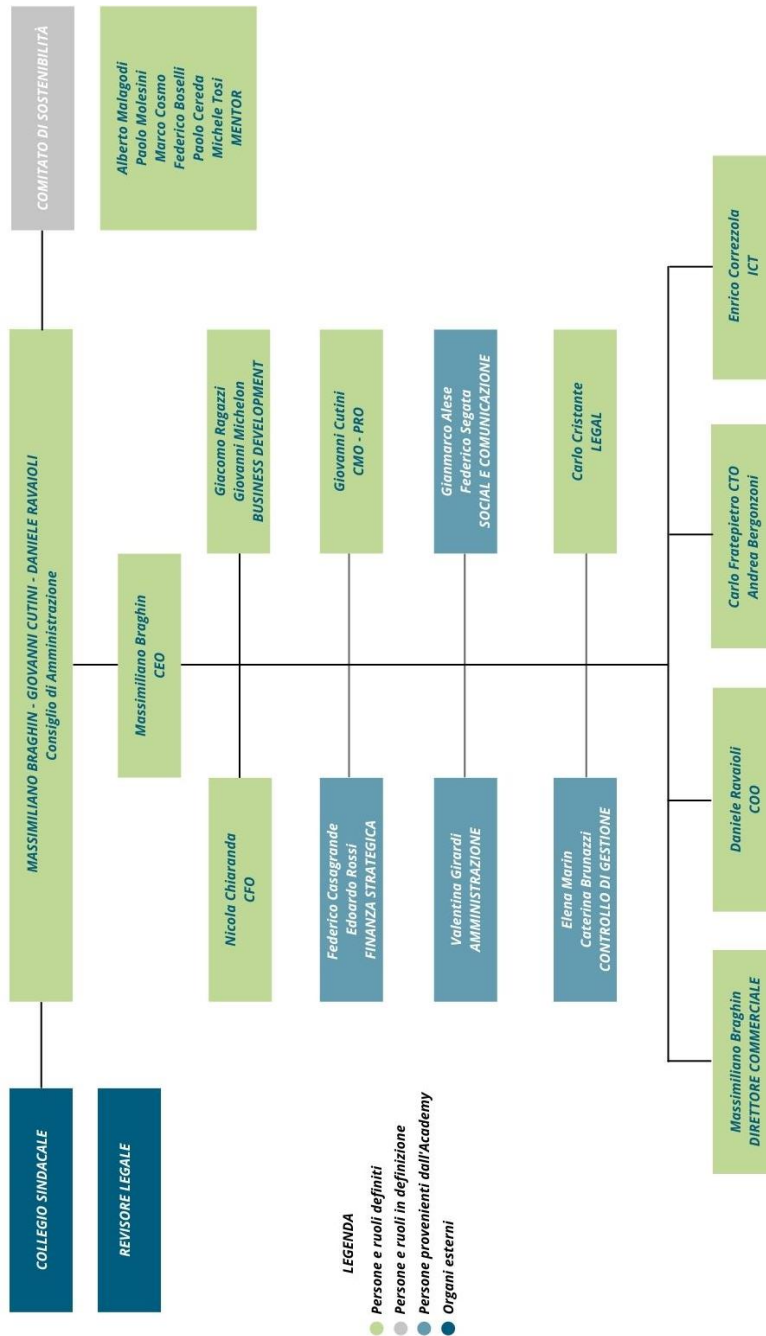 COLLEGIO SINDACALE
MASSIMILIANO BRAGHIN - GIOVANNI CUTINI - DANIELE RAVAIOLI
Consiglio di Amministrazione
COMITATO DI SOSTENIBILITÀ
REVISORE LEGALE
Massimiliano Braghin
CEO
Alberto Malagodi
Paolo Molesini
Marco Cosmo
Federico Boselli
Paolo Cereda
Michele Tosi
MENTOR
Nicola Chiaranda
CFO
Giacomo Ragazzi
Giovanni Michelon
BUSINESS DEVELOPMENT
Federico Casagrande
Edoardo Rossi
FINANZA STRATEGICA
Giovanni Cutini
CMO - PRO
Valentina Girardi
AMMINISTRAZIONE
Gianmarco Alese
Federico Segata
SOCIAL E COMUNICAZIONE
Elena Marin
Caterina Brunazzi
CONTROLLO DI GESTIONE
Carlo Cristante
LEGAL
LEGENDA
Persone e ruoli definiti
Persone e ruoli in definizione
Persone provenienti dall'Academy
Organi esterni
Massimiliano Braghin
DIRETTORE COMMERCIALE
Daniele Ravaioli
COO
Carlo Fratepietro CTO
Andrea Bergonzoni
Enrico Correzzola
ICT